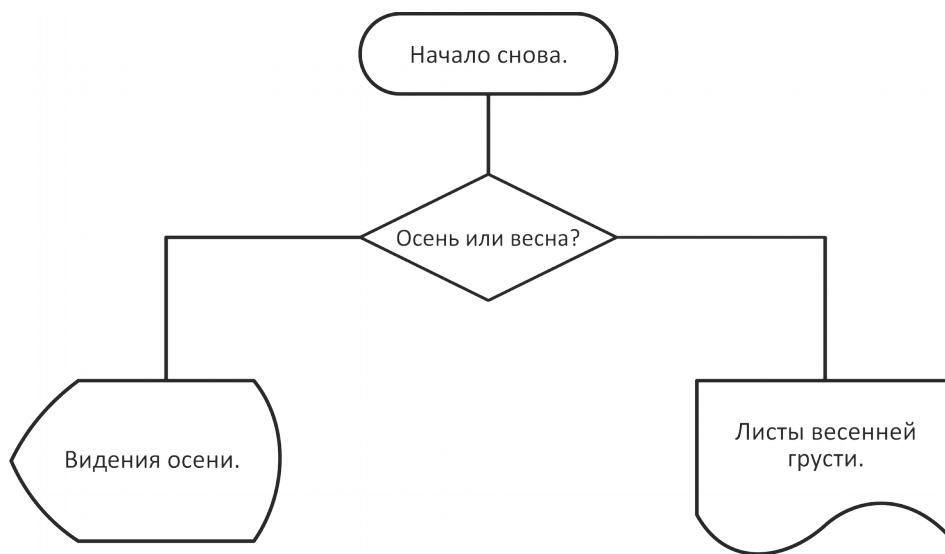 Начало снова.
Осень или весна?
Видения осени.
Листы весенней
грусти.